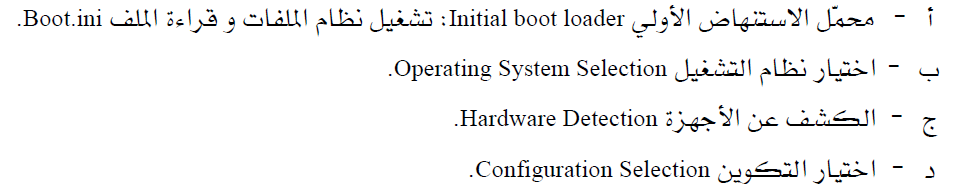 أ - محمّل الاستنهاض الأولي Initial boot loader: تشغيل نظام الملفات و قراءة الملف Boot.ini.
ب - اختيار نظام التشغيل Operating System Selection.
ج - الكشف عن الأجهزة Hardware Detection.
د - اختيار التكوين Configuration Selection.